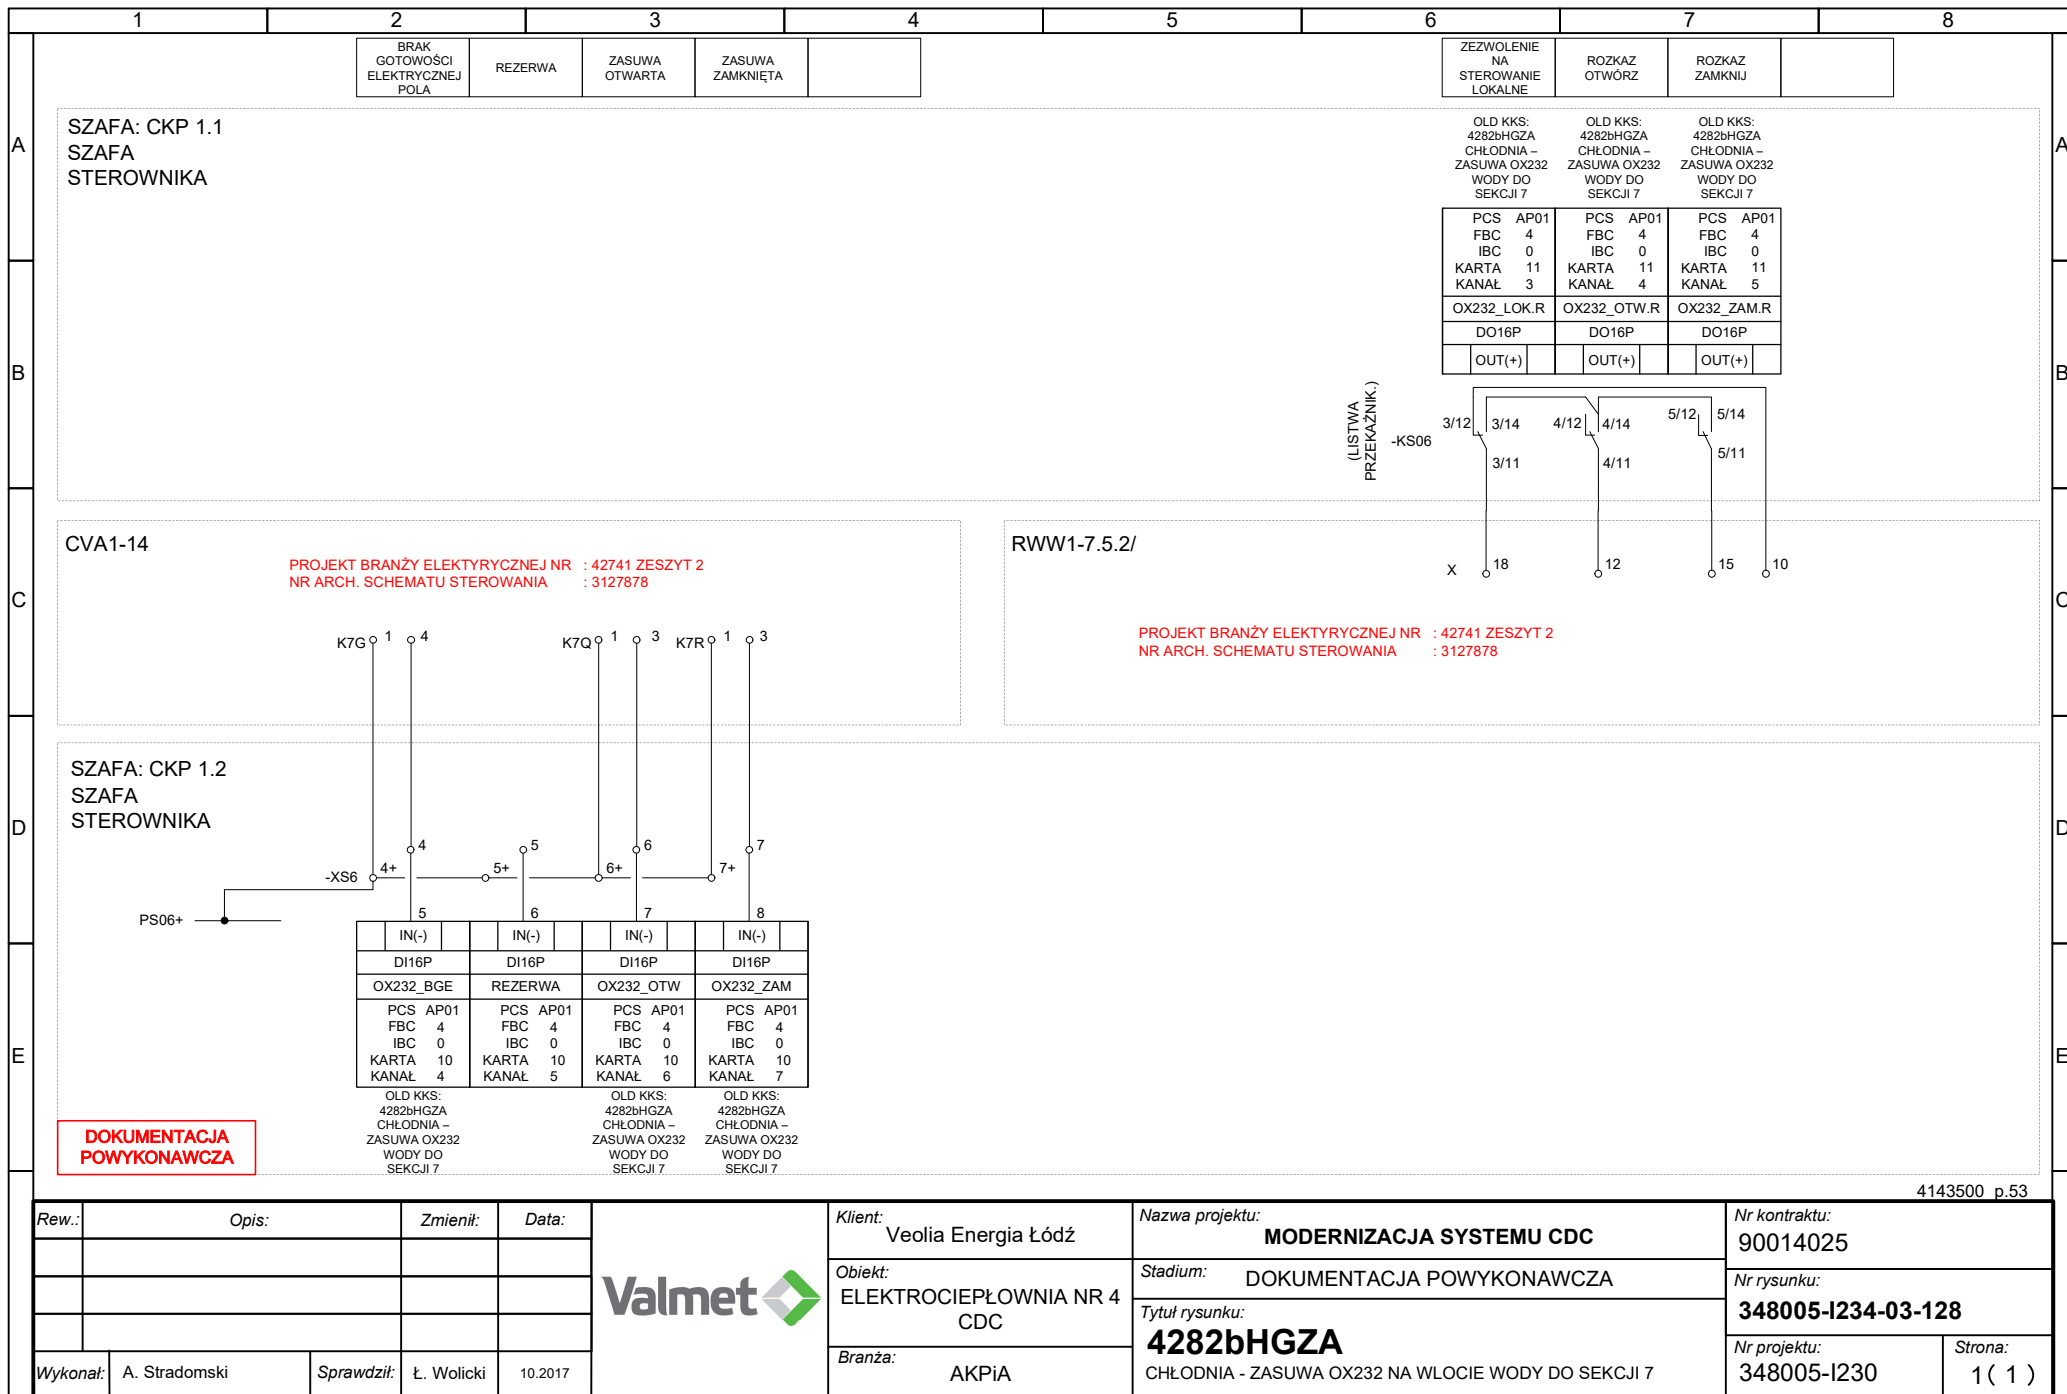 1 2 3 4 5 6 7 8
BRAK
GOTOWOŚCI
ELEKTRYCZNEJ
POLA
REZERWA
ZASUWA
OTWARTA
ZASUWA
ZAMKNIĘTA
ZEZWOLENIE
NA
STEROWANIE
LOKALNE
ROZKAZ
OTWÓRZ
ROZKAZ
ZAMKNIJ
A
A
SZAFA: CKP 1.1
SZAFA
STEROWNIKA
OLD KKS:
4282bHGZA
CHŁODNIA –
ZASUWA OX232
WODY DO
SEKCJI 7
OLD KKS:
4282bHGZA
CHŁODNIA –
ZASUWA OX232
WODY DO
SEKCJI 7
OLD KKS:
4282bHGZA
CHŁODNIA –
ZASUWA OX232
WODY DO
SEKCJI 7
PCS AP01
FBC 4
IBC 0
KARTA 11
KANAŁ 3
OX232_LOK.R
DO16P
OUT(+)
PCS AP01
FBC 4
IBC 0
KARTA 11
KANAŁ 4
OX232_OTW.R
DO16P
OUT(+)
PCS AP01
FBC 4
IBC 0
KARTA 11
KANAŁ 5
OX232_ZAM.R
DO16P
OUT(+)
B
B
(LISTWA
PRZEKAŹNIK.)
-KS06
3/12 3/14
3/11
4/12 4/14
4/11
5/12 5/14
5/11
C
C
CVA1-14
PROJEKT BRANŻY ELEKTYRYCZNEJ NR : 42741 ZESZYT 2
NR ARCH. SCHEMATU STEROWANIA : 3127878
K7G 1 4
K7Q 1 3
K7R 1 3
RWW1-7.5.2/
X 18 12 15 10
PROJEKT BRANŻY ELEKTYRYCZNEJ NR : 42741 ZESZYT 2
NR ARCH. SCHEMATU STEROWANIA : 3127878
D
D
SZAFA: CKP 1.2
SZAFA
STEROWNIKA
4 5 6 7
-XS6 4+ 5+ 6+ 7+
PS06+
5 6 7 8
E
E
IN(-)
DI16P
OX232_BGE
PCS AP01
FBC 4
IBC 0
KARTA 10
KANAŁ 4
OLD KKS:
4282bHGZA
CHŁODNIA –
ZASUWA OX232
WODY DO
SEKCJI 7
IN(-)
DI16P
REZERWA
PCS AP01
FBC 4
IBC 0
KARTA 10
KANAŁ 5
IN(-)
DI16P
OX232_OTW
PCS AP01
FBC 4
IBC 0
KARTA 10
KANAŁ 6
OLD KKS:
4282bHGZA
CHŁODNIA –
ZASUWA OX232
WODY DO
SEKCJI 7
IN(-)
DI16P
OX232_ZAM
PCS AP01
FBC 4
IBC 0
KARTA 10
KANAŁ 7
OLD KKS:
4282bHGZA
CHŁODNIA –
ZASUWA OX232
WODY DO
SEKCJI 7
DOKUMENTACJA
POWYKONAWCZA
4143500 p.53
Rew.: Opis: Zmienił: Data:
Wykonał: A. Stradomski Sprawdził: Ł. Wolicki 10.2017
Valmet
Klient:
Veolia Energia Łódź
Obiekt:
ELEKTROCIEPŁOWNIA NR 4
CDC
Branża:
AKPiA
Nazwa projektu:
MODERNIZACJA SYSTEMU CDC
Stadium: DOKUMENTACJA POWYKONAWCZA
Tytuł rysunku:
4282bHGZA
CHŁODNIA - ZASUWA OX232 NA WLOCIE WODY DO SEKCJI 7
Nr kontraktu:
90014025
Nr rysunku:
348005-I234-03-128
Nr projektu:
348005-I230
Strona:
1( 1 )